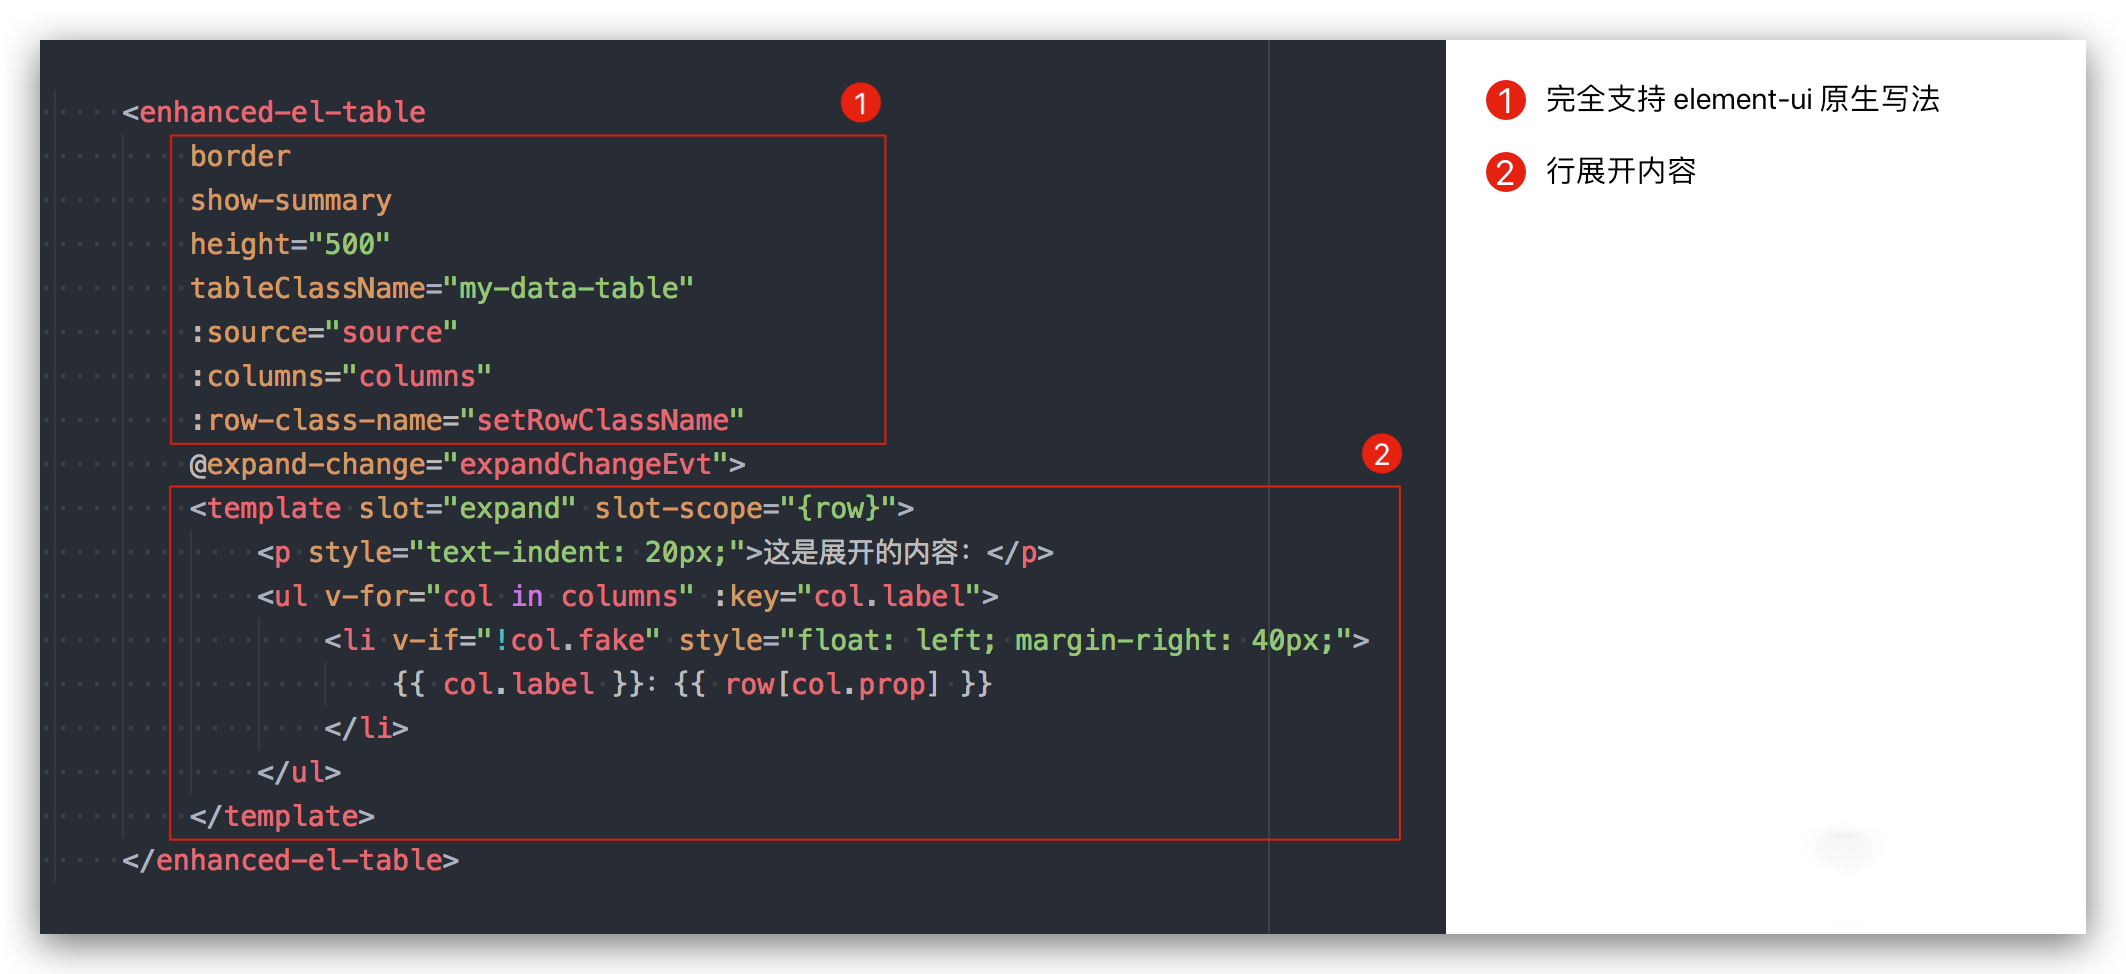 <enhanced-el-table
①
border
show-summary
height="500"
tableClassName="my-data-table"
:source="source"
:columns="columns"
:row-class-name="setRowClassName"
@expand-change="expandChangeEvt">
②
<template slot="expand" slot-scope="{row}">
<p style="text-indent: 20px;">这是展开的内容：</p>
<ul v-for="col in columns" :key="col.label">
<li v-if="!col.fake" style="float: left; margin-right: 40px;">
{{ col.label }}：{{ row[col.prop] }}
</li>
</ul>
</template>
</enhanced-el-table>
① 完全支持 element-ui 原生写法
② 行展开内容